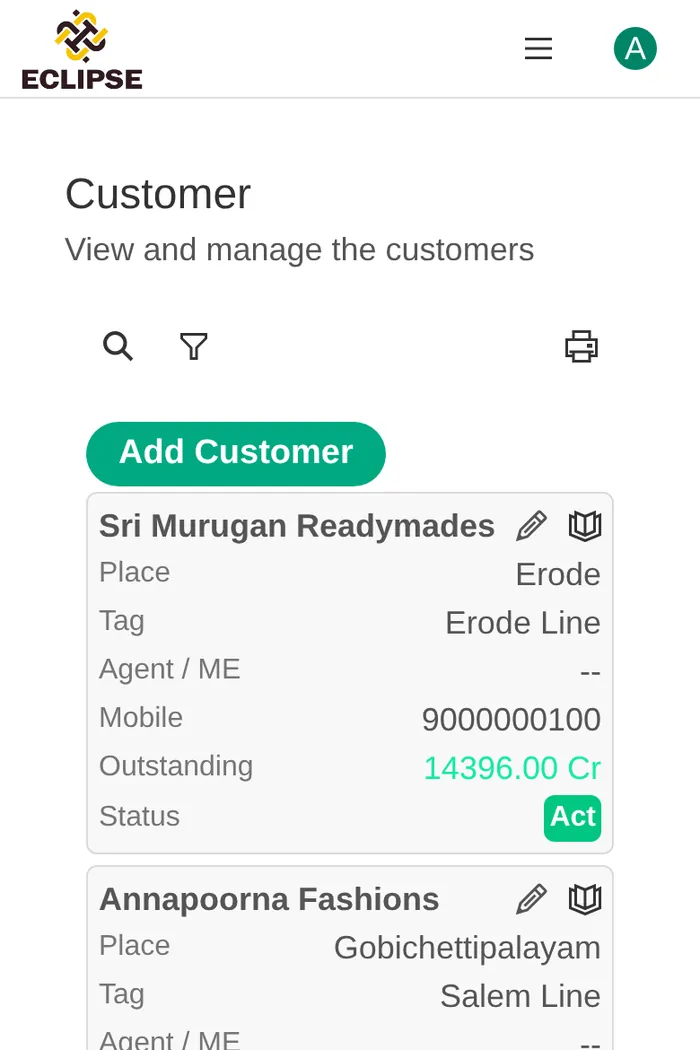 ECLIPSE
A
Customer
View and manage the customers
Add Customer
Sri Murugan Readymades
Place Erode
Tag Erode Line
Agent / ME --
Mobile 9000000100
Outstanding 14396.00 Cr
Status Act
Annapoorna Fashions
Place Gobichettipalayam
Tag Salem Line
Agent / ME --